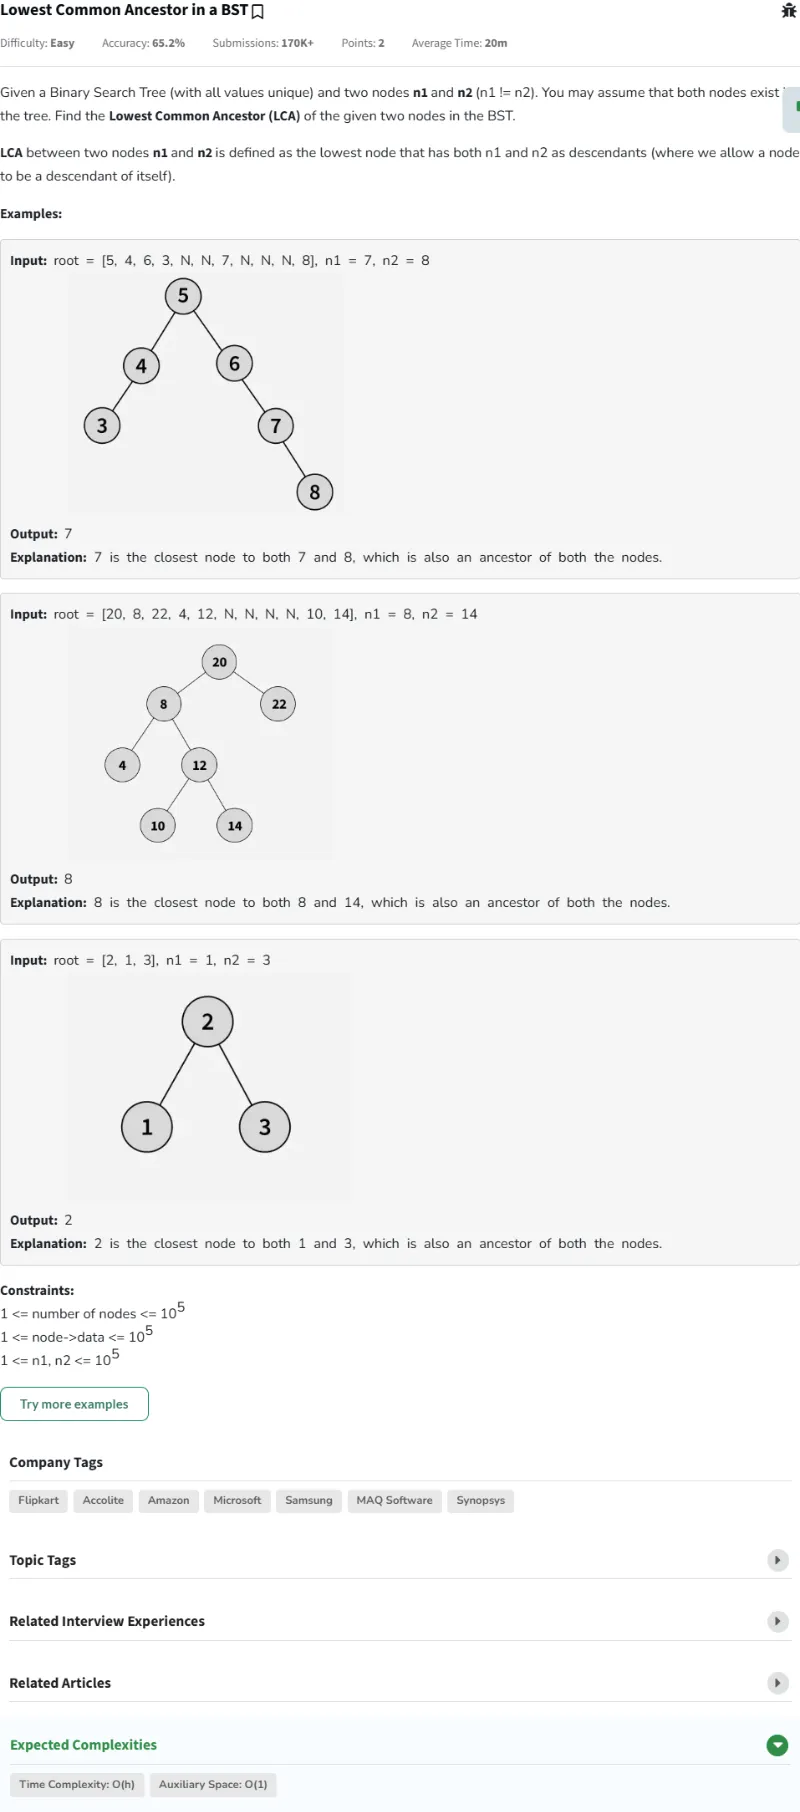 Lowest Common Ancestor in a BST
Difficulty: Easy Accuracy: 65.2% Submissions: 170K+ Points: 2 Average Time: 20m
Given a Binary Search Tree (with all values unique) and two nodes n1 and n2 (n1 != n2). You may assume that both nodes exist
the tree. Find the Lowest Common Ancestor (LCA) of the given two nodes in the BST.
LCA between two nodes n1 and n2 is defined as the lowest node that has both n1 and n2 as descendants (where we allow a node
to be a descendant of itself).
Examples:
Input: root = [5, 4, 6, 3, N, N, 7, N, N, N, 8], n1 = 7, n2 = 8
5
4 6
3 7
8
Output: 7
Explanation: 7 is the closest node to both 7 and 8, which is also an ancestor of both the nodes.
Input: root = [20, 8, 22, 4, 12, N, N, N, N, 10, 14], n1 = 8, n2 = 14
20
8 22
4 12
10 14
Output: 8
Explanation: 8 is the closest node to both 8 and 14, which is also an ancestor of both the nodes.
Input: root = [2, 1, 3], n1 = 1, n2 = 3
2
1 3
Output: 2
Explanation: 2 is the closest node to both 1 and 3, which is also an ancestor of both the nodes.
Constraints:
1 <= number of nodes <= 10^5
1 <= node->data <= 10^5
1 <= n1, n2 <= 10^5
Try more examples
Company Tags
Flipkart Accolite Amazon Microsoft Samsung MAQ Software Synopsys
Topic Tags
Related Interview Experiences
Related Articles
Expected Complexities
Time Complexity: O(h) Auxiliary Space: O(1)